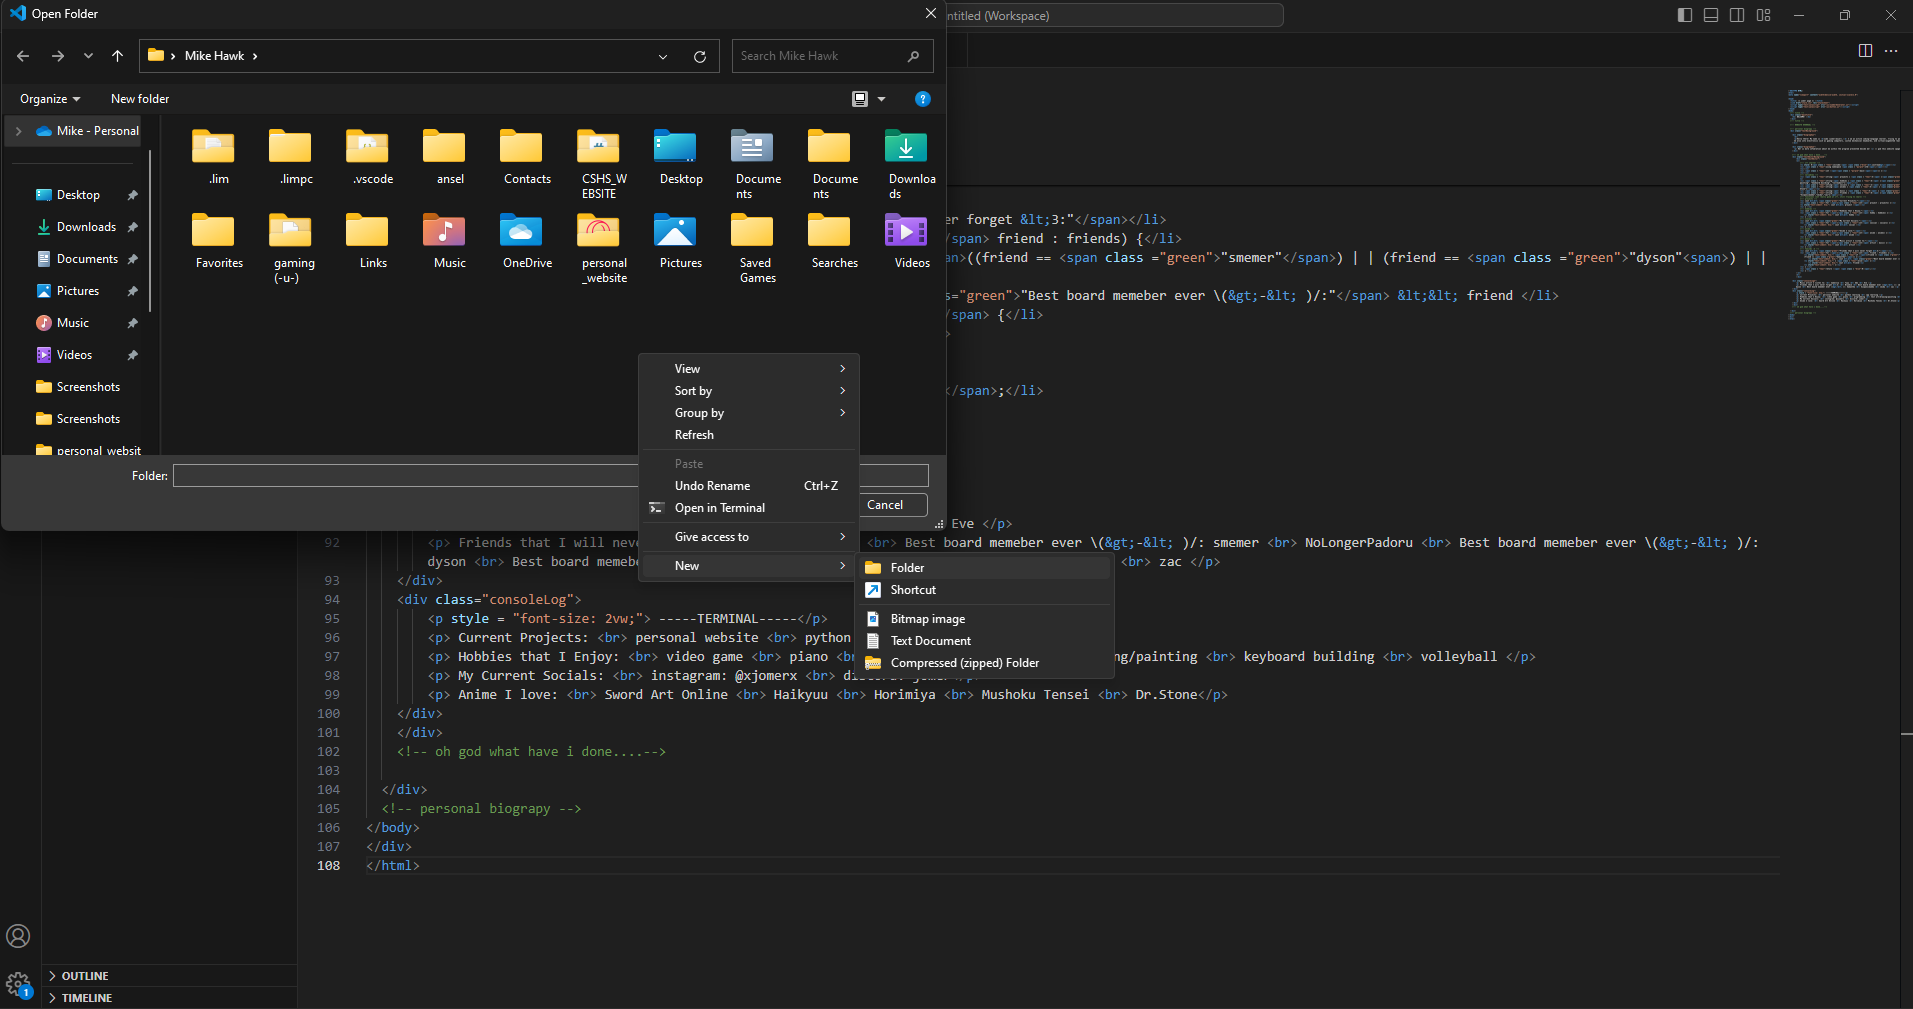 Open Folder
ntitled (Workspace)
Mike Hawk
Search Mike Hawk
Organize
New folder
Mike - Personal
Desktop
Downloads
Documents
Pictures
Music
Videos
Screenshots
Screenshots
personal_websit
.lim
.limpc
.vscode
ansel
Contacts
CSHS_W
EBSITE
Desktop
Docume
nts
Docume
nts
Downloa
ds
Favorites
gaming
(-u-)
Links
Music
OneDrive
personal
_website
Pictures
Saved
Games
Searches
Videos
Folder:
Cancel
View
Sort by
Group by
Refresh
Paste
Undo Rename Ctrl+Z
Open in Terminal
Give access to
New
Folder
Shortcut
Bitmap image
Text Document
Compressed (zipped) Folder
er forget &lt;3:"</span></li>
/span> friend : friends) {</li>
an>((friend == <span class ="green">"smemer"</span>) | | (friend == <span class ="green">"dyson"<span>) | |
s="green">"Best board memeber ever \(&gt;-&lt; )/:"</span> &lt;&lt; friend </li>
/span> {</li>
>
/span>;</li>
Eve </p>
92 <p> Friends that I will neve <br> Best board memeber ever \(&gt;-&lt; )/: smemer <br> NoLongerPadoru <br> Best board memeber ever \(&gt;-&lt; )/:
dyson <br> Best board memebe <br> zac </p>
93 </div>
94 <div class="consoleLog">
95 <p style = "font-size: 2vw;"> -----TERMINAL-----</p>
96 <p> Current Projects: <br> personal website <br> python
97 <p> Hobbies that I Enjoy: <br> video game <br> piano <br ng/painting <br> keyboard building <br> volleyball </p>
98 <p> My Current Socials: <br> instagram: @xjomerx <br>
99 <p> Anime I love: <br> Sword Art Online <br> Haikyuu <br> Horimiya <br> Mushoku Tensei <br> Dr.Stone</p>
100 </div>
101 </div>
102 <!-- oh god what have i done....-->
103
104 </div>
105 <!-- personal biograpy -->
106 </body>
107 </div>
108 </html>
OUTLINE
1
TIMELINE